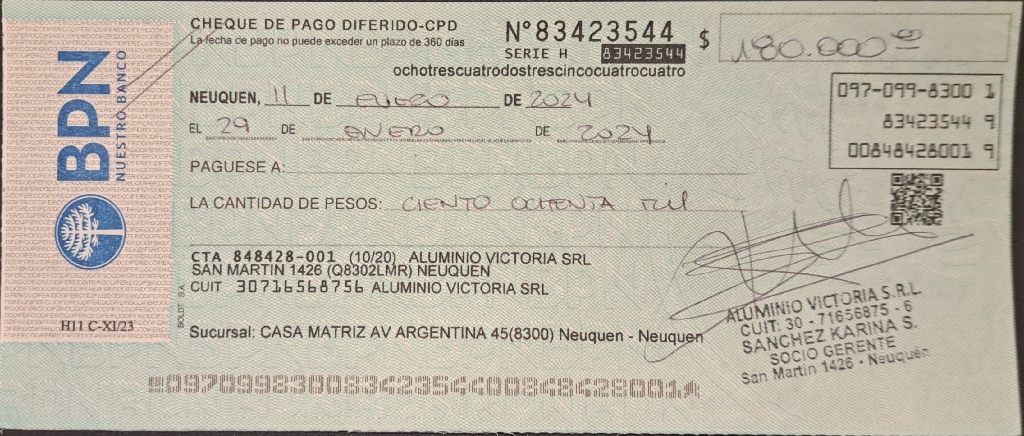 BPN
NUESTRO BANCO
H11 C-XI/23
BOLDT S.A.
CHEQUE DE PAGO DIFERIDO-CPD
La fecha de pago no puede exceder un plazo de 360 días
Nº83423544
SERIE H 83423544
ochotrescuatrodostrescincocuatrocuatro
$ 180.000.00
NEUQUEN, 11 DE ENERO DE 2024
EL 29 DE ENERO DE 2024
097-099-8300 1
83423544 9
00848428001 9
PAGUESE A:
LA CANTIDAD DE PESOS: CIENTO OCHENTA Mil
CTA 848428-001 (10/20) ALUMINIO VICTORIA SRL
SAN MARTIN 1426 (Q8302LMR) NEUQUEN
CUIT 30716568756 ALUMINIO VICTORIA SRL
Sucursal: CASA MATRIZ AV ARGENTINA 45(8300) Neuquen - Neuquen
ALUMINIO VICTORIA S.R.L.
CUIT: 30 -71656875 - 6
SANCHEZ KARINA S.
SOCIO GERENTE
San Martin 1426 - Neuquén
09709983008342354400848428001